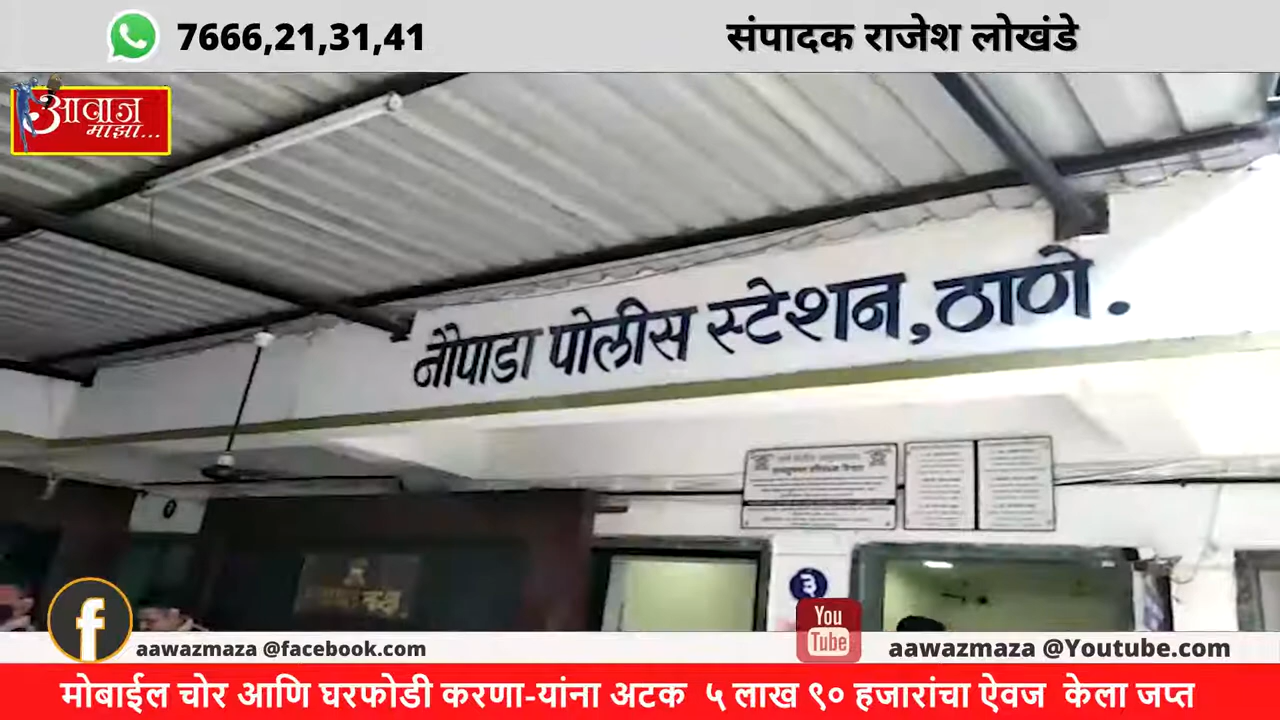 7666,21,31,41
संपादक राजेश लोखंडे
आवाज
माझा...
नौपाडा पोलीस स्टेशन, ठाणे.
३
You
Tube
f
aawazmaza @facebook.com
aawazmaza @Youtube.com
मोबाईल चोर आणि घरफोडी करणा-यांना अटक ५ लाख ९० हजारांचा ऐवज केला जप्त